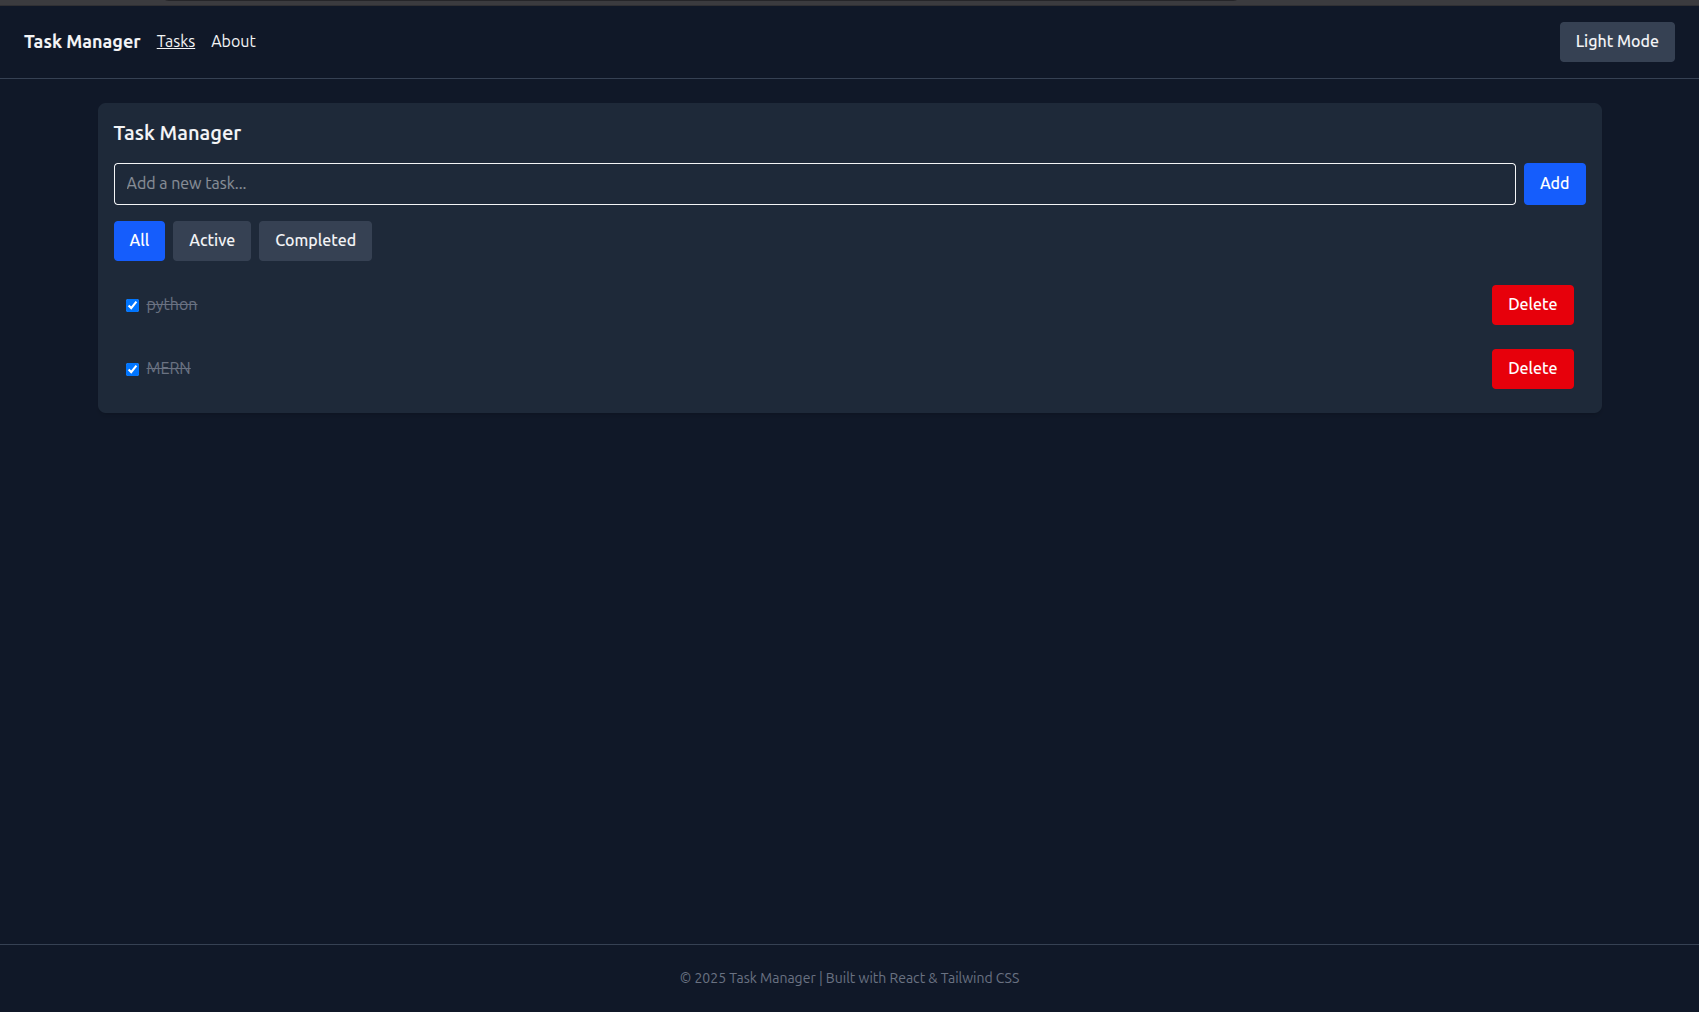 Task Manager Tasks About Light Mode
Task Manager
Add a new task... Add
All Active Completed
python Delete
MERN Delete
© 2025 Task Manager | Built with React & Tailwind CSS